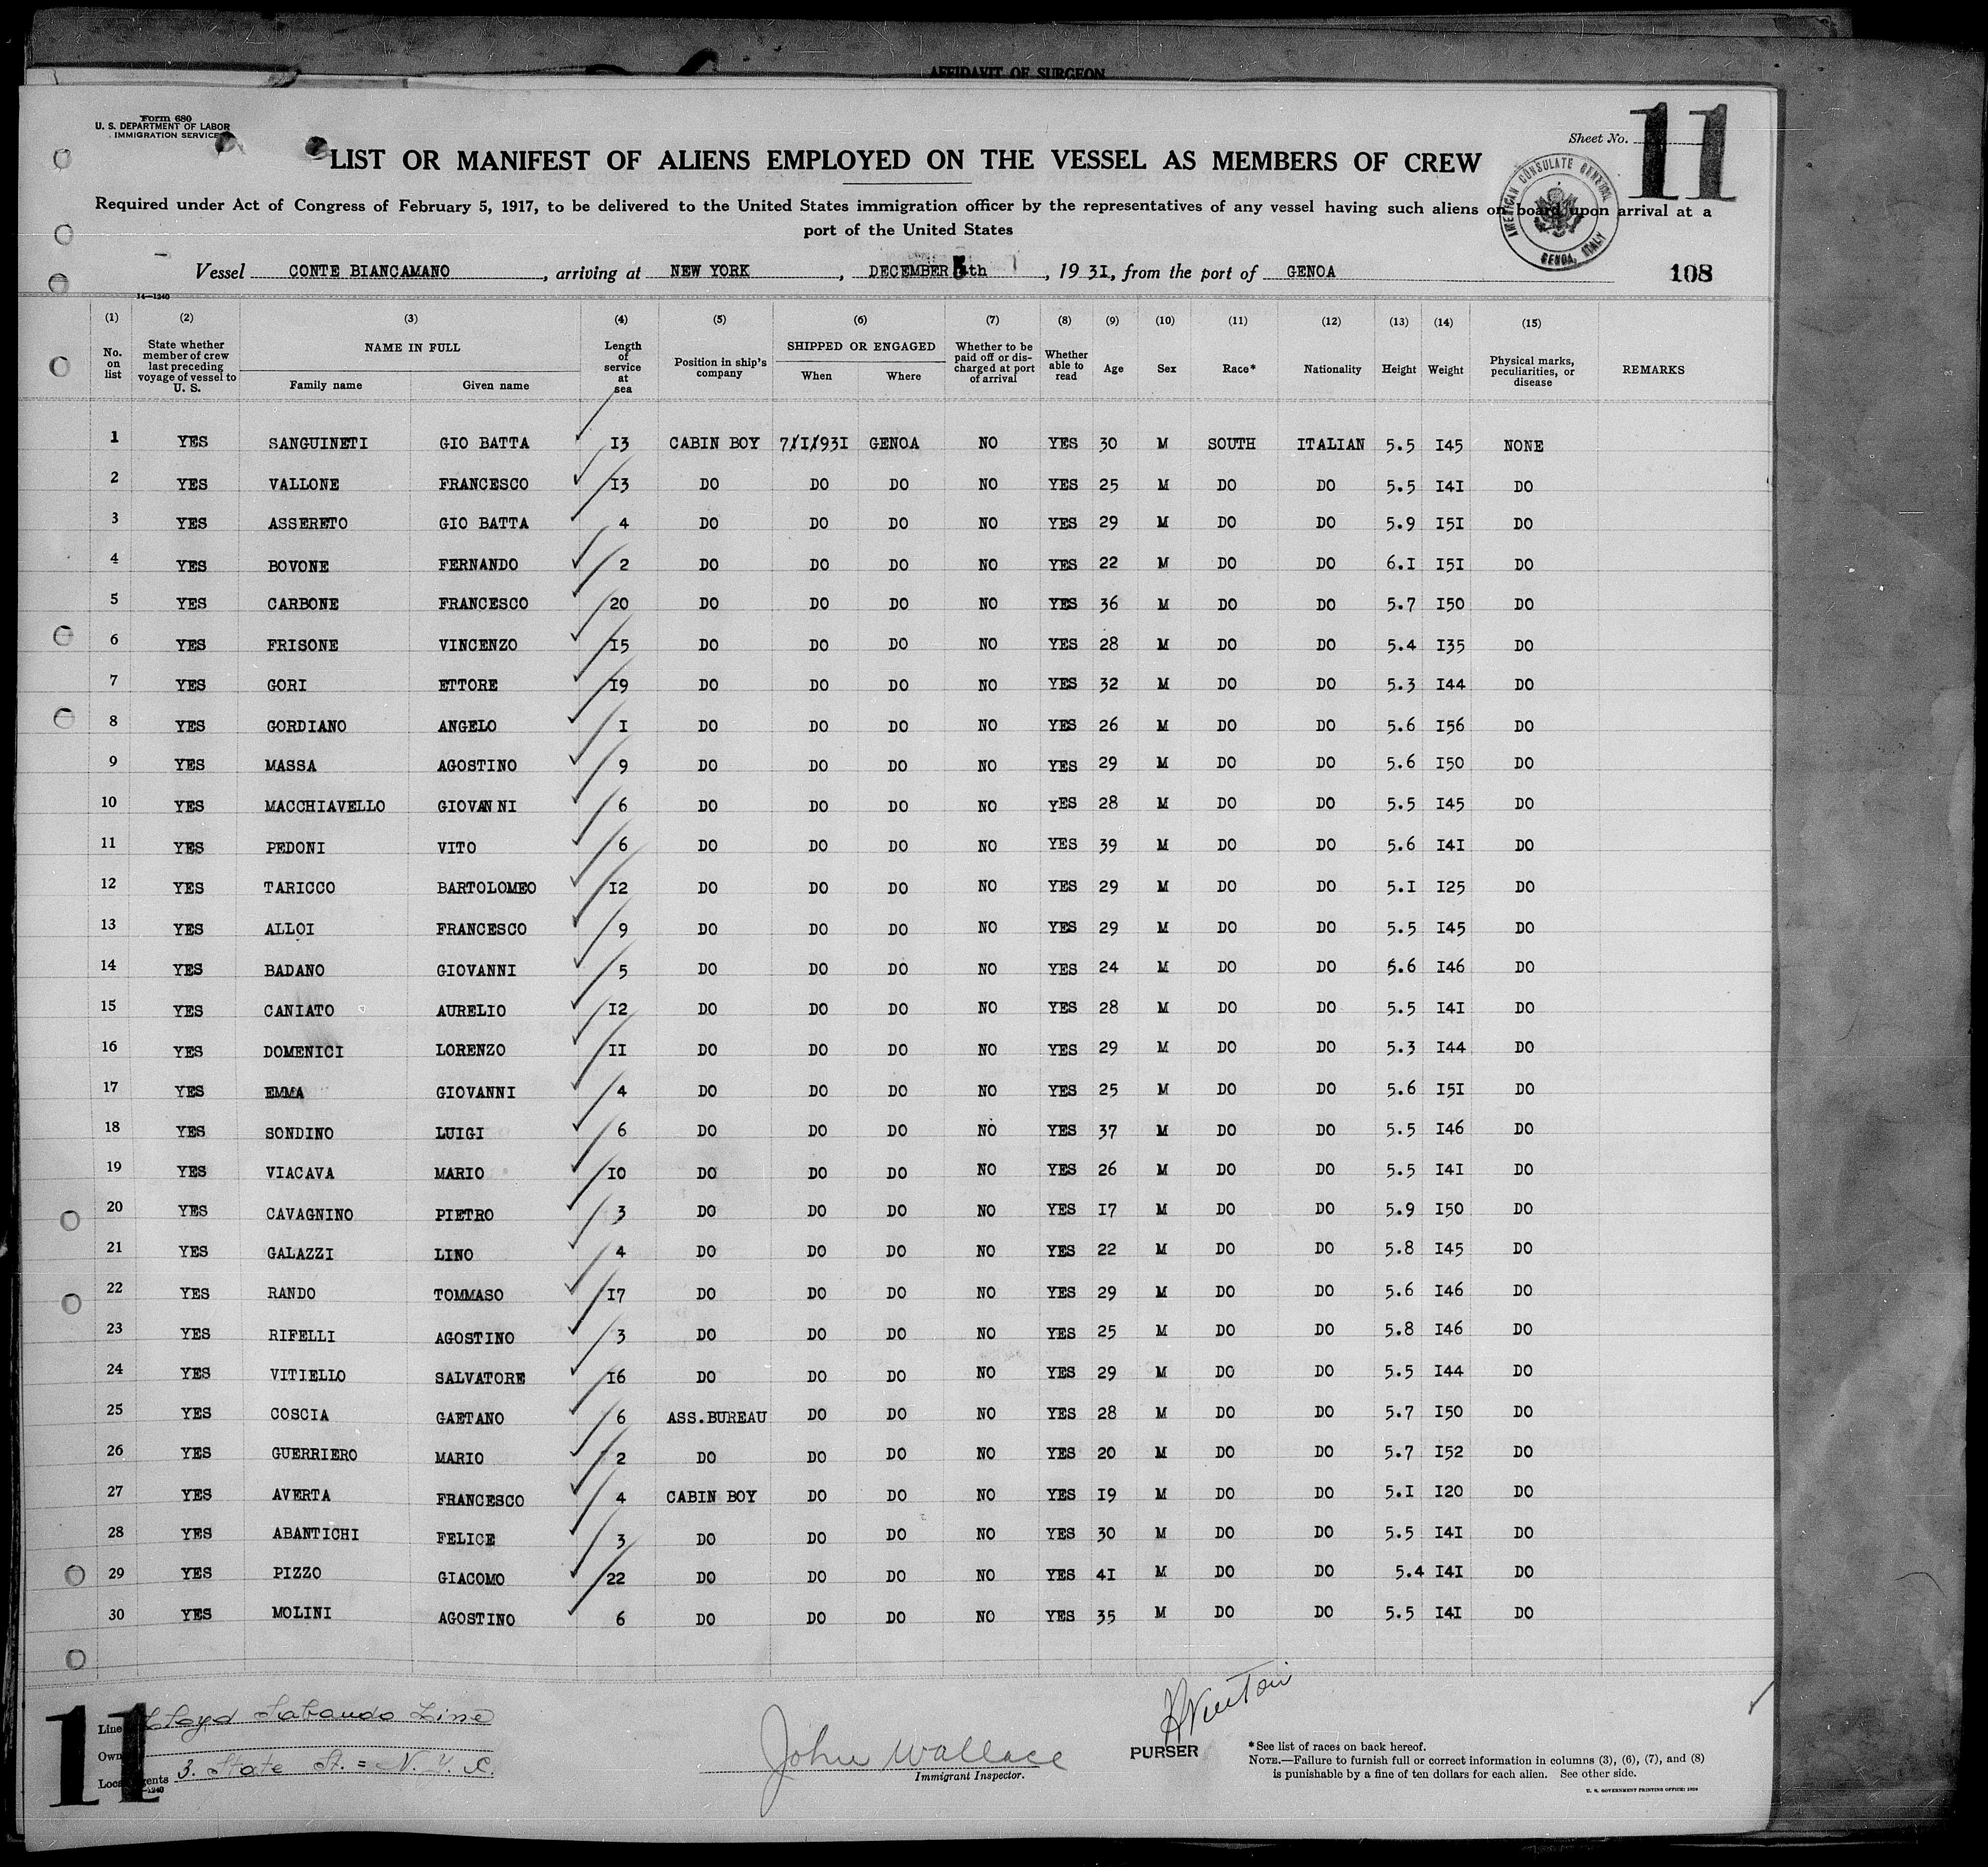 AFFIDAVIT OF SURGEON
Form 680
U. S. DEPARTMENT OF LABOR
IMMIGRATION SERVICE
Sheet No. 11
LIST OR MANIFEST OF ALIENS EMPLOYED ON THE VESSEL AS MEMBERS OF CREW
AMERICAN CONSULATE GENERAL GENOA, ITALY
Required under Act of Congress of February 5, 1917, to be delivered to the United States immigration officer by the representatives of any vessel having such aliens on board upon arrival at a
port of the United States
Vessel CONTE BIANCAMANO, arriving at NEW YORK, DECEMBER 5th, 1931, from the port of GENOA
108
14-1240
(1) (2) (3) (4) (5) (6) (7) (8) (9) (10) (11) (12) (13) (14) (15)
No. on list State whether member of crew last preceding voyage of vessel to U. S. NAME IN FULL Family name Given name Length of service at sea Position in ship's company SHIPPED OR ENGAGED When Where Whether to be paid off or discharged at port of arrival Whether able to read Age Sex Race* Nationality Height Weight Physical marks, peculiarities, or disease REMARKS
1 YES SANGUINETI GIO BATTA 13 CABIN BOY 7/I/931 GENOA NO YES 30 M SOUTH ITALIAN 5.5 I45 NONE
2 YES VALLONE FRANCESCO I3 DO DO DO NO YES 25 M DO DO 5.5 I4I DO
3 YES ASSERETO GIO BATTA 4 DO DO DO NO YES 29 M DO DO 5.9 I5I DO
4 YES BOVONE FERNANDO 2 DO DO DO NO YES 22 M DO DO 6.I I5I DO
5 YES CARBONE FRANCESCO 20 DO DO DO NO YES 36 M DO DO 5.7 I50 DO
6 YES FRISONE VINCENZO I5 DO DO DO NO YES 28 M DO DO 5.4 I35 DO
7 YES GORI ETTORE I9 DO DO DO NO YES 32 M DO DO 5.3 I44 DO
8 YES GORDIANO ANGELO I DO DO DO NO YES 26 M DO DO 5.6 I56 DO
9 YES MASSA AGOSTINO 9 DO DO DO NO YES 29 M DO DO 5.6 I50 DO
10 YES MACCHIAVELLO GIOVANNI 6 DO DO DO NO YES 28 M DO DO 5.5 I45 DO
11 YES PEDONI VITO 6 DO DO DO NO YES 39 M DO DO 5.6 I4I DO
12 YES TARICCO BARTOLOMEO I2 DO DO DO NO YES 29 M DO DO 5.I I25 DO
13 YES ALLOI FRANCESCO 9 DO DO DO NO YES 29 M DO DO 5.5 I45 DO
14 YES BADANO GIOVANNI 5 DO DO DO NO YES 24 M DO DO 5.6 I46 DO
15 YES CANIATO AURELIO I2 DO DO DO NO YES 28 M DO DO 5.5 I4I DO
16 YES DOMENICI LORENZO II DO DO DO NO YES 29 M DO DO 5.3 I44 DO
17 YES EMMA GIOVANNI 4 DO DO DO NO YES 25 M DO DO 5.6 I5I DO
18 YES SONDINO LUIGI 6 DO DO DO NO YES 37 M DO DO 5.5 I46 DO
19 YES VIACAVA MARIO I0 DO DO DO NO YES 26 M DO DO 5.5 I4I DO
20 YES CAVAGNINO PIETRO 3 DO DO DO NO YES I7 M DO DO 5.9 I50 DO
21 YES GALAZZI LINO 4 DO DO DO NO YES 22 M DO DO 5.8 I45 DO
22 YES RANDO TOMMASO I7 DO DO DO NO YES 29 M DO DO 5.6 I46 DO
23 YES RIFELLI AGOSTINO 3 DO DO DO NO YES 25 M DO DO 5.8 I46 DO
24 YES VITIELLO SALVATORE I6 DO DO DO NO YES 29 M DO DO 5.5 I44 DO
25 YES COSCIA GAETANO 6 ASS.BUREAU DO DO NO YES 28 M DO DO 5.7 I50 DO
26 YES GUERRIERO MARIO 2 DO DO DO NO YES 20 M DO DO 5.7 I52 DO
27 YES AVERTA FRANCESCO 4 CABIN BOY DO DO NO YES I9 M DO DO 5.I I20 DO
28 YES ABANTICHI FELICE 3 DO DO DO NO YES 30 M DO DO 5.5 I4I DO
29 YES PIZZO GIACOMO 22 DO DO DO NO YES 4I M DO DO 5.4 I4I DO
30 YES MOLINI AGOSTINO 6 DO DO DO NO YES 35 M DO DO 5.5 I4I DO
11
Line Lloyd Sabaudo Line
Local Agents 3. State St. = N. Y. C.
John Wallace
Immigrant Inspector.
PURSER
*See list of races on back hereof.
NOTE.—Failure to furnish full or correct information in columns (3), (6), (7), and (8)
is punishable by a fine of ten dollars for each alien. See other side.